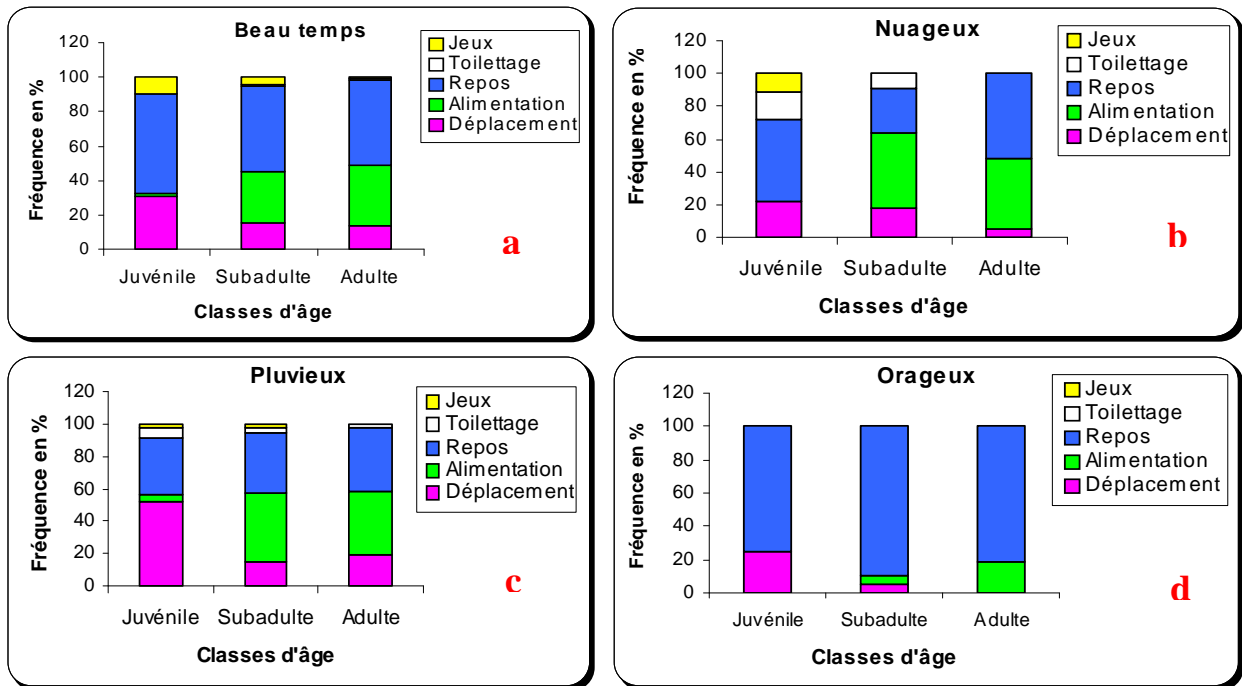 Beau temps
Fréquence en %
120
100
80
60
40
20
0
Jeux
Toilettage
Repos
Alimentation
Déplacement
Juvénile Subadulte Adulte
Classes d'âge
a
Nuageux
Fréquence en %
120
100
80
60
40
20
0
Jeux
Toilettage
Repos
Alimentation
Déplacement
Juvénile Subadulte Adulte
Classes d'âge
b
Pluvieux
Fréquence en %
120
100
80
60
40
20
0
Jeux
Toilettage
Repos
Alimentation
Déplacement
Juvénile Subadulte Adulte
Classes d'âge
c
Orageux
Fréquence en %
120
100
80
60
40
20
0
Jeux
Toilettage
Repos
Alimentation
Déplacement
Juvénile Subadulte Adulte
Classes d'âge
d